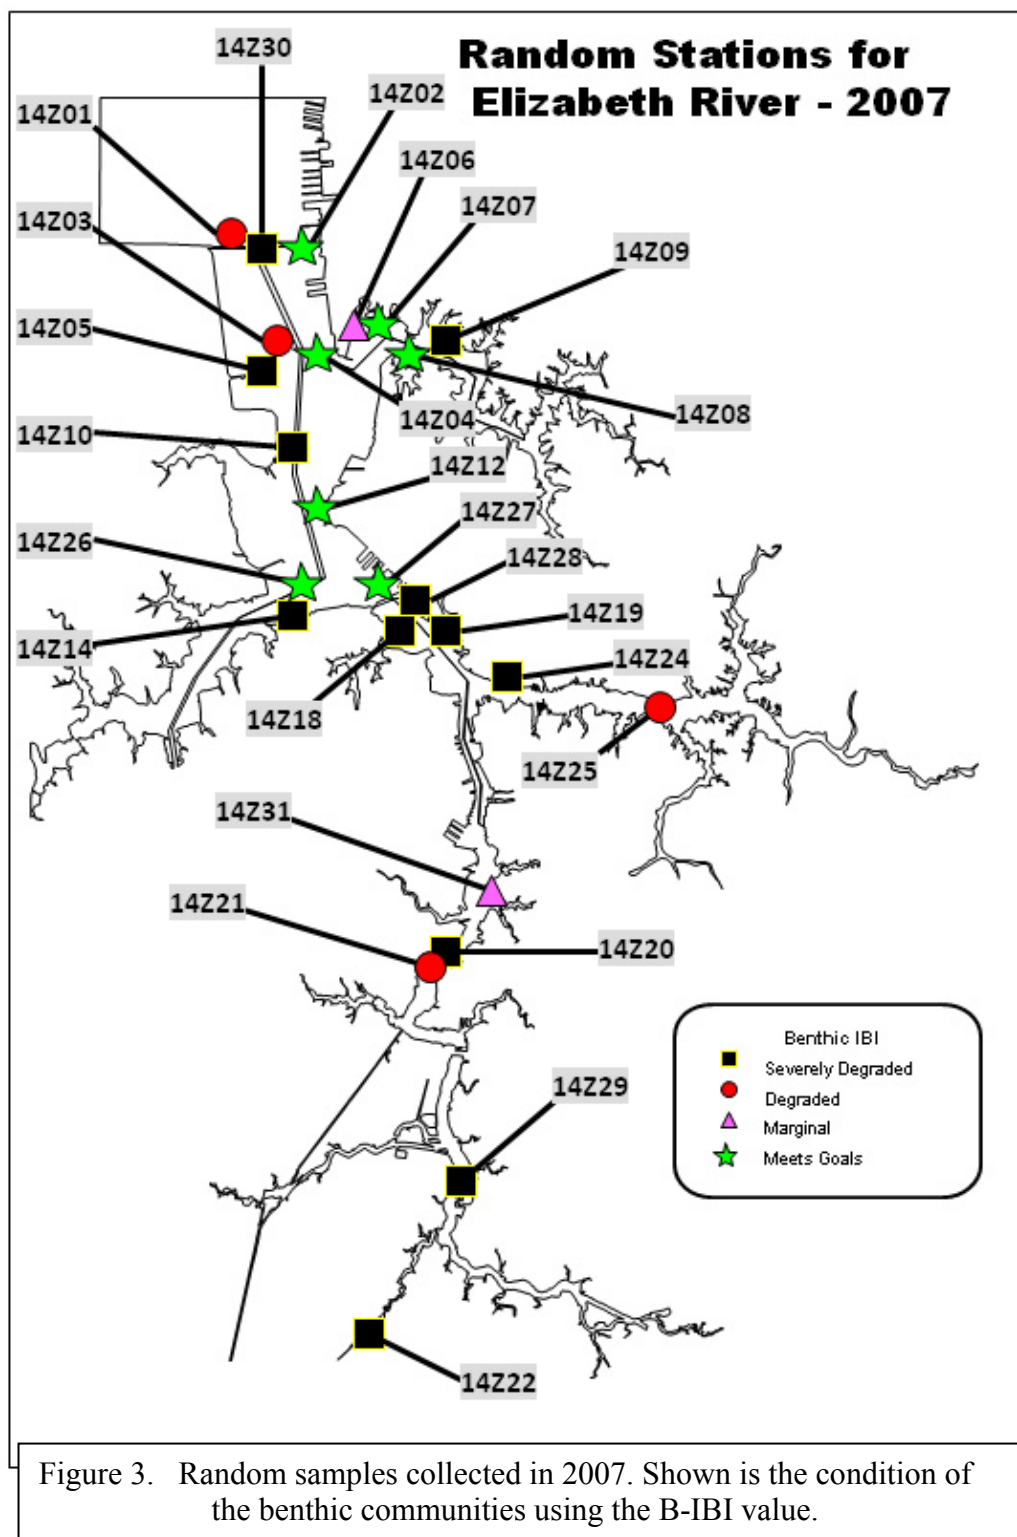 Random Stations for
Elizabeth River - 2007
14Z30
14Z02
14Z01
14Z06
14Z07
14Z03
14Z09
14Z05
14Z08
14Z04
14Z10
14Z12
14Z27
14Z26
14Z28
14Z19
14Z14
14Z24
14Z18
14Z25
14Z31
14Z21
14Z20
14Z29
14Z22
Benthic IBI
Severely Degraded
Degraded
Marginal
Meets Goals
Figure 3. Random samples collected in 2007. Shown is the condition of
the benthic communities using the B-IBI value.